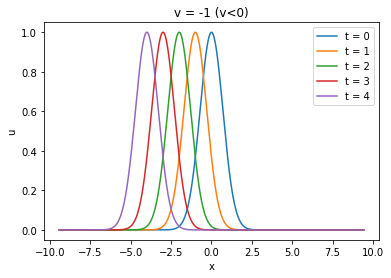 v = -1 (v<0)
t = 0
t = 1
t = 2
t = 3
t = 4
1.0
0.8
0.6
0.4
0.2
0.0
u
−10.0 −7.5 −5.0 −2.5 0.0 2.5 5.0 7.5 10.0
x